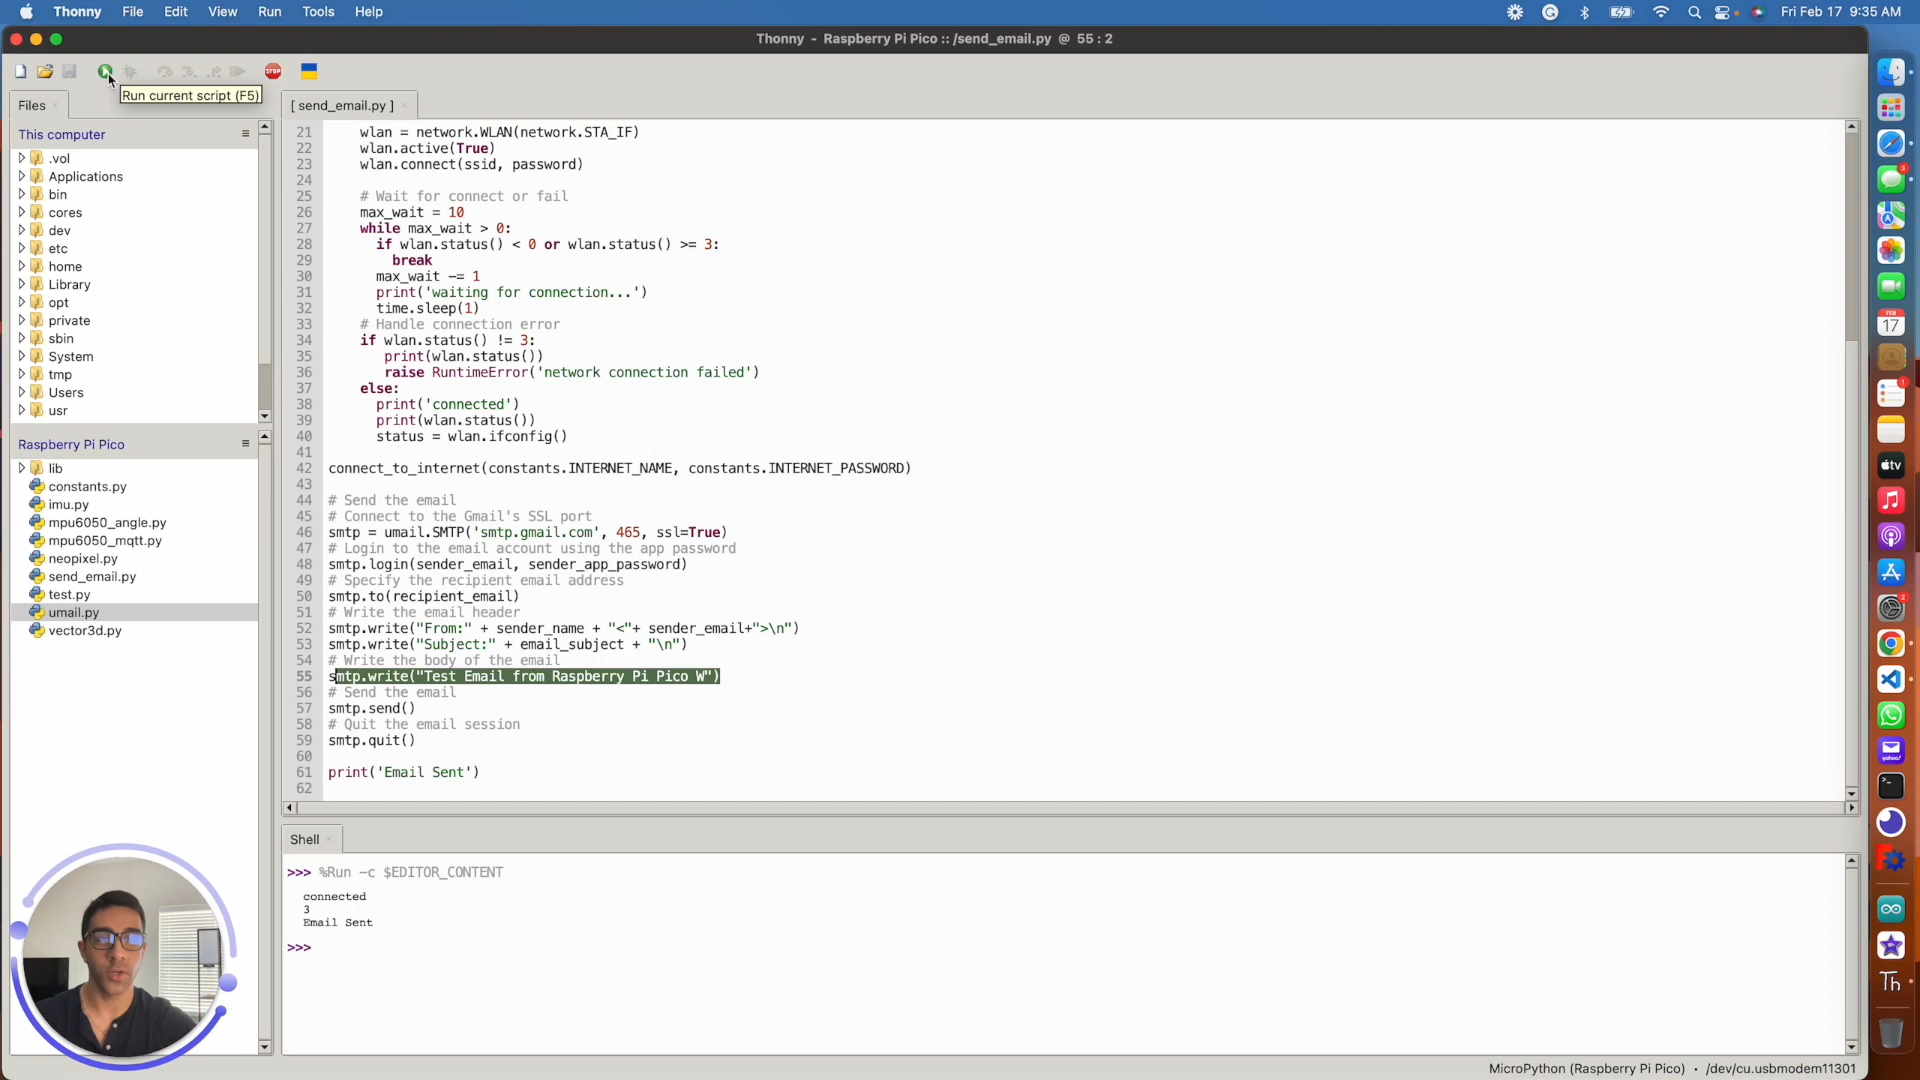 Thonny File Edit View Run Tools Help
Fri Feb 17 9:35 AM
Thonny - Raspberry Pi Pico :: /send_email.py @ 55 : 2
STOP
Run current script (F5)
Files
This computer
.vol
Applications
bin
cores
dev
etc
home
Library
opt
private
sbin
System
tmp
Users
usr
Raspberry Pi Pico
lib
constants.py
imu.py
mpu6050_angle.py
mpu6050_mqtt.py
neopixel.py
send_email.py
test.py
umail.py
vector3d.py
[ send_email.py ]
21 wlan = network.WLAN(network.STA_IF)
22 wlan.active(True)
23 wlan.connect(ssid, password)
24
25 # Wait for connect or fail
26 max_wait = 10
27 while max_wait > 0:
28 if wlan.status() < 0 or wlan.status() >= 3:
29 break
30 max_wait -= 1
31 print('waiting for connection...')
32 time.sleep(1)
33 # Handle connection error
34 if wlan.status() != 3:
35 print(wlan.status())
36 raise RuntimeError('network connection failed')
37 else:
38 print('connected')
39 print(wlan.status())
40 status = wlan.ifconfig()
41
42 connect_to_internet(constants.INTERNET_NAME, constants.INTERNET_PASSWORD)
43
44 # Send the email
45 # Connect to the Gmail's SSL port
46 smtp = umail.SMTP('smtp.gmail.com', 465, ssl=True)
47 # Login to the email account using the app password
48 smtp.login(sender_email, sender_app_password)
49 # Specify the recipient email address
50 smtp.to(recipient_email)
51 # Write the email header
52 smtp.write("From:" + sender_name + "<"+ sender_email+">\n")
53 smtp.write("Subject:" + email_subject + "\n")
54 # Write the body of the email
55 smtp.write("Test Email from Raspberry Pi Pico W")
56 # Send the email
57 smtp.send()
58 # Quit the email session
59 smtp.quit()
60
61 print('Email Sent')
62
Shell
>>> %Run -c $EDITOR_CONTENT
connected
3
Email Sent
>>>
MicroPython (Raspberry Pi Pico) • /dev/cu.usbmodem11301
3
FEB
17
1
tv
2
yahoo!
>_
Th